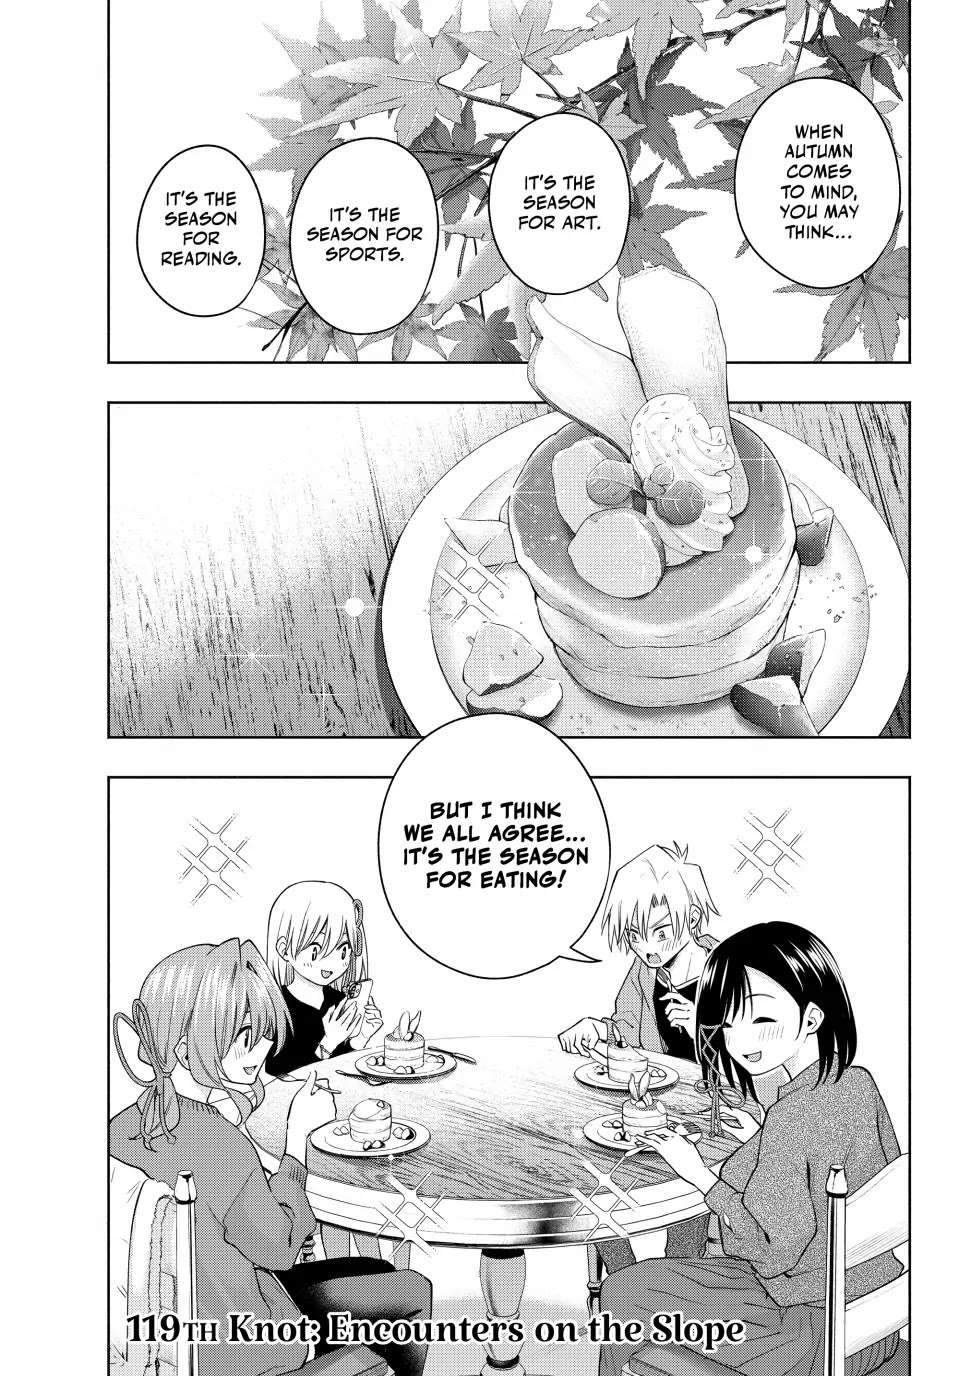 WHEN
AUTUMN
COMES
TO MIND,
YOU MAY
THINK...
IT'S THE
SEASON
FOR ART.
IT'S THE
SEASON FOR
SPORTS.
IT'S THE
SEASON
FOR
READING.
BUT I THINK
WE ALL AGREE...
IT'S THE SEASON
FOR EATING!
119TH Knot: Encounters on the Slope